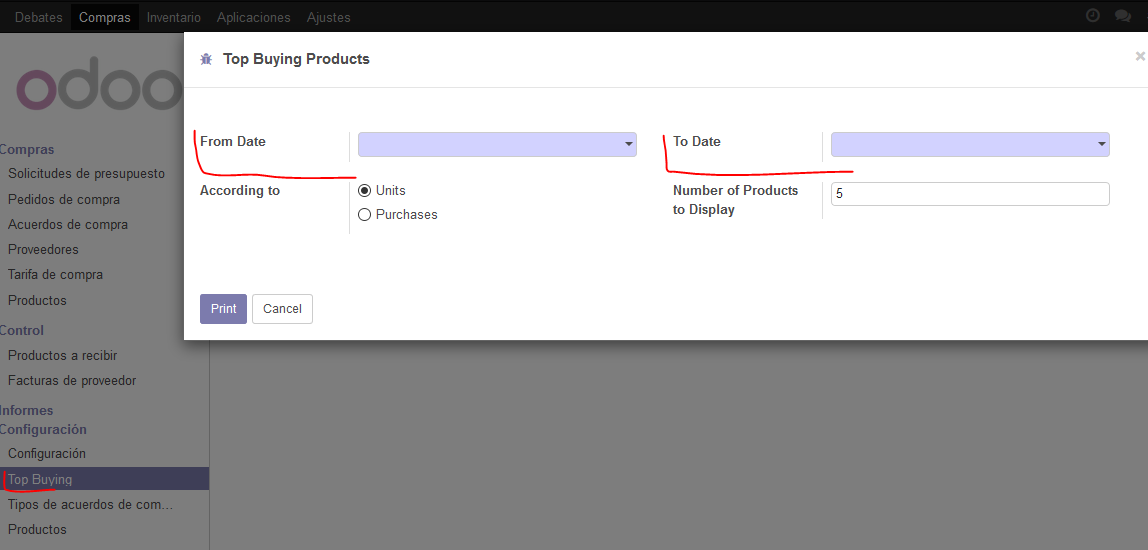 Debates Compras Inventario Aplicaciones Ajustes
odoo
Top Buying Products
×
From Date
To Date
According to
Units
Purchases
Number of Products
to Display
5
Print Cancel
Compras
Solicitudes de presupuesto
Pedidos de compra
Acuerdos de compra
Proveedores
Tarifa de compra
Productos
Control
Productos a recibir
Facturas de proveedor
Informes
Configuración
Configuración
Top Buying
Tipos de acuerdos de com...
Productos